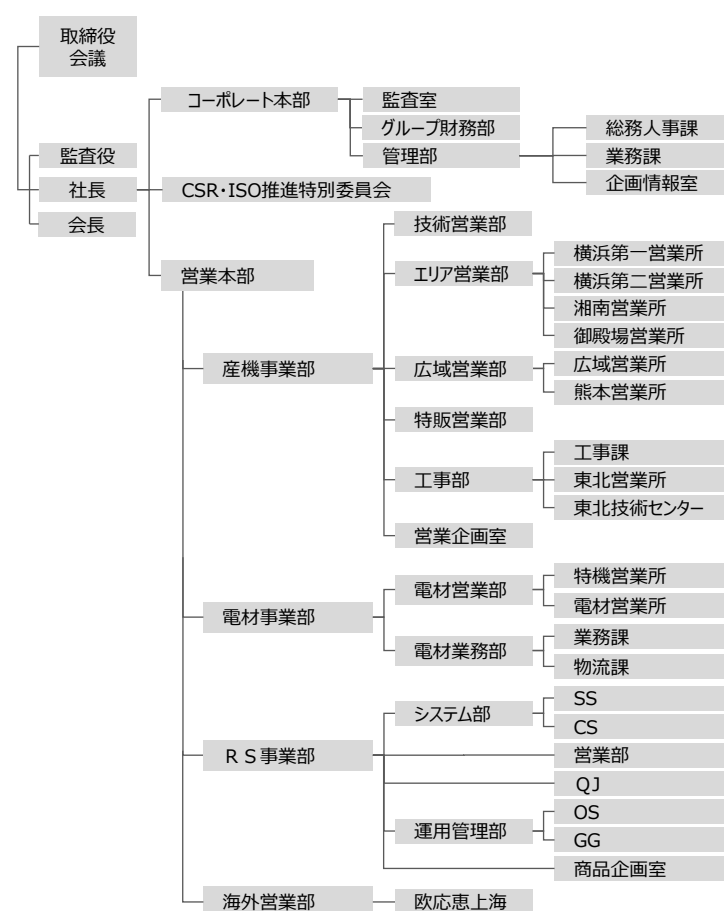 取締役
会議
コーポレート本部
監査室
グループ財務部
総務人事課
監査役
管理部
業務課
社長
CSR・ISO推進特別委員会
企画情報室
会長
技術営業部
営業本部
エリア営業部
横浜第一営業所
横浜第二営業所
湘南営業所
御殿場営業所
産機事業部
広域営業部
広域営業所
熊本営業所
特販営業部
工事部
工事課
東北営業所
東北技術センター
営業企画室
電材事業部
電材営業部
特機営業所
電材営業所
電材業務部
業務課
物流課
RS事業部
システム部
SS
CS
営業部
QJ
運用管理部
OS
GG
商品企画室
海外営業部
欧応恵上海